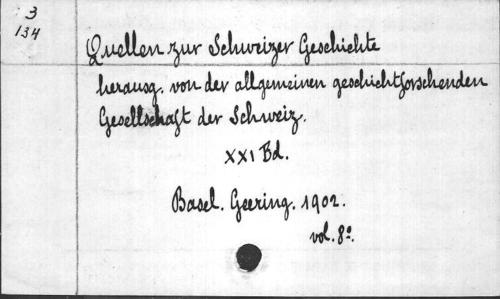 3
134
Quellen zur Schweizer Geschichte
herausg. von der allgemeinen geschichtforschenden
Gesellschaft der Schweiz.
XXI Bd.
Basel. Geering. 1902.
vol. 8º.